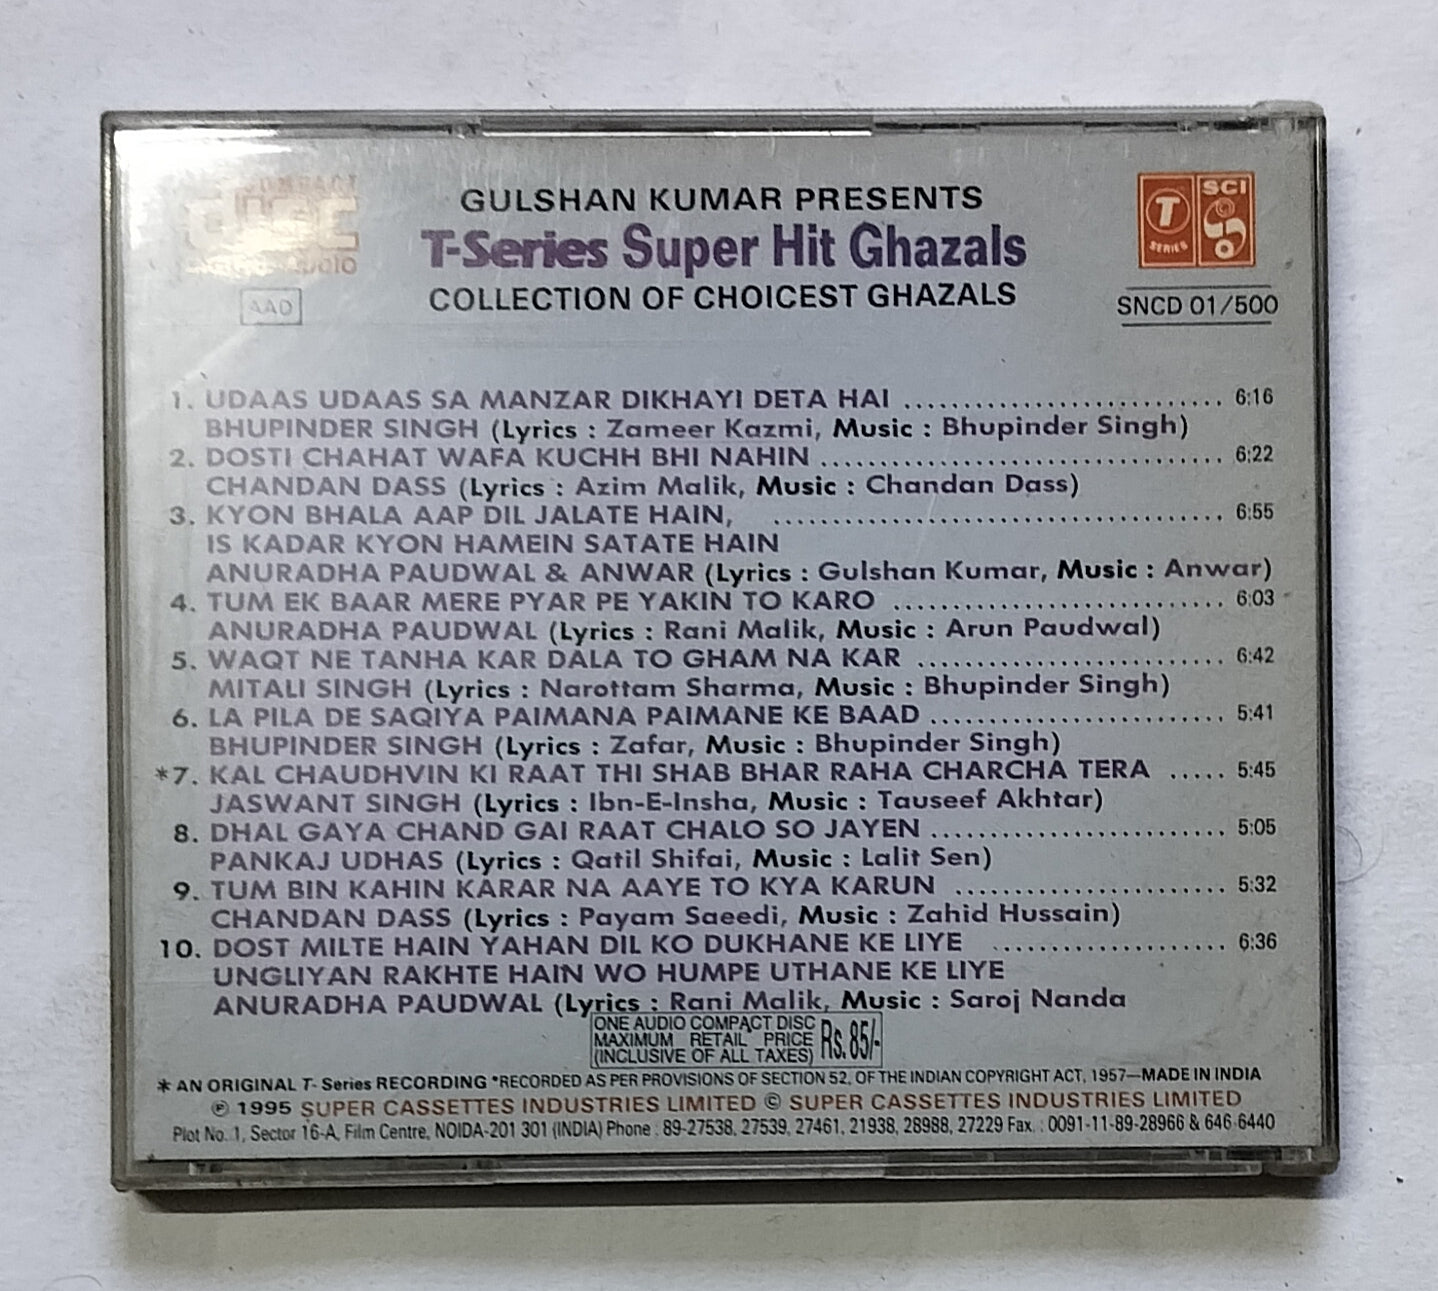 COMPACT
disc
DIGITAL AUDIO
AAD
GULSHAN KUMAR PRESENTS
T-Series Super Hit Ghazals
COLLECTION OF CHOICEST GHAZALS
T
SERIES
SCI
SNCD 01/500
1. UDAAS UDAAS SA MANZAR DIKHAYI DETA HAI ........................... 6:16
BHUPINDER SINGH (Lyrics : Zameer Kazmi, Music : Bhupinder Singh)
2. DOSTI CHAHAT WAFA KUCHH BHI NAHIN .................................. 6:22
CHANDAN DASS (Lyrics : Azim Malik, Music : Chandan Dass)
3. KYON BHALA AAP DIL JALATE HAIN, ...................................... 6:55
IS KADAR KYON HAMEIN SATATE HAIN
ANURADHA PAUDWAL & ANWAR (Lyrics : Gulshan Kumar, Music : Anwar)
4. TUM EK BAAR MERE PYAR PE YAKIN TO KARO ............................ 6:03
ANURADHA PAUDWAL (Lyrics : Rani Malik, Music : Arun Paudwal)
5. WAQT NE TANHA KAR DALA TO GHAM NA KAR .......................... 6:42
MITALI SINGH (Lyrics : Narottam Sharma, Music : Bhupinder Singh)
6. LA PILA DE SAQIYA PAIMANA PAIMANE KE BAAD ......................... 5:41
BHUPINDER SINGH (Lyrics : Zafar, Music : Bhupinder Singh)
*7. KAL CHAUDHVIN KI RAAT THI SHAB BHAR RAHA CHARCHA TERA ..... 5:45
JASWANT SINGH (Lyrics : Ibn-E-Insha, Music : Tauseef Akhtar)
8. DHAL GAYA CHAND GAI RAAT CHALO SO JAYEN ......................... 5:05
PANKAJ UDHAS (Lyrics : Qatil Shifai, Music : Lalit Sen)
9. TUM BIN KAHIN KARAR NA AAYE TO KYA KARUN ....................... 5:32
CHANDAN DASS (Lyrics : Payam Saeedi, Music : Zahid Hussain)
10. DOST MILTE HAIN YAHAN DIL KO DUKHANE KE LIYE .................... 6:36
UNGLIYAN RAKHTE HAIN WO HUMPE UTHANE KE LIYE
ANURADHA PAUDWAL (Lyrics : Rani Malik, Music : Saroj Nanda
ONE AUDIO COMPACT DISC
MAXIMUM RETAIL PRICE Rs. 85/-
(INCLUSIVE OF ALL TAXES)
* AN ORIGINAL T-Series RECORDING *RECORDED AS PER PROVISIONS OF SECTION 52, OF THE INDIAN COPYRIGHT ACT, 1957—MADE IN INDIA
℗ 1995 SUPER CASSETTES INDUSTRIES LIMITED © SUPER CASSETTES INDUSTRIES LIMITED
Plot No. 1, Sector 16-A, Film Centre, NOIDA-201 301 (INDIA) Phone : 89-27538, 27539, 27461, 21938, 28988, 27229 Fax. : 0091-11-89-28966 & 646 6440